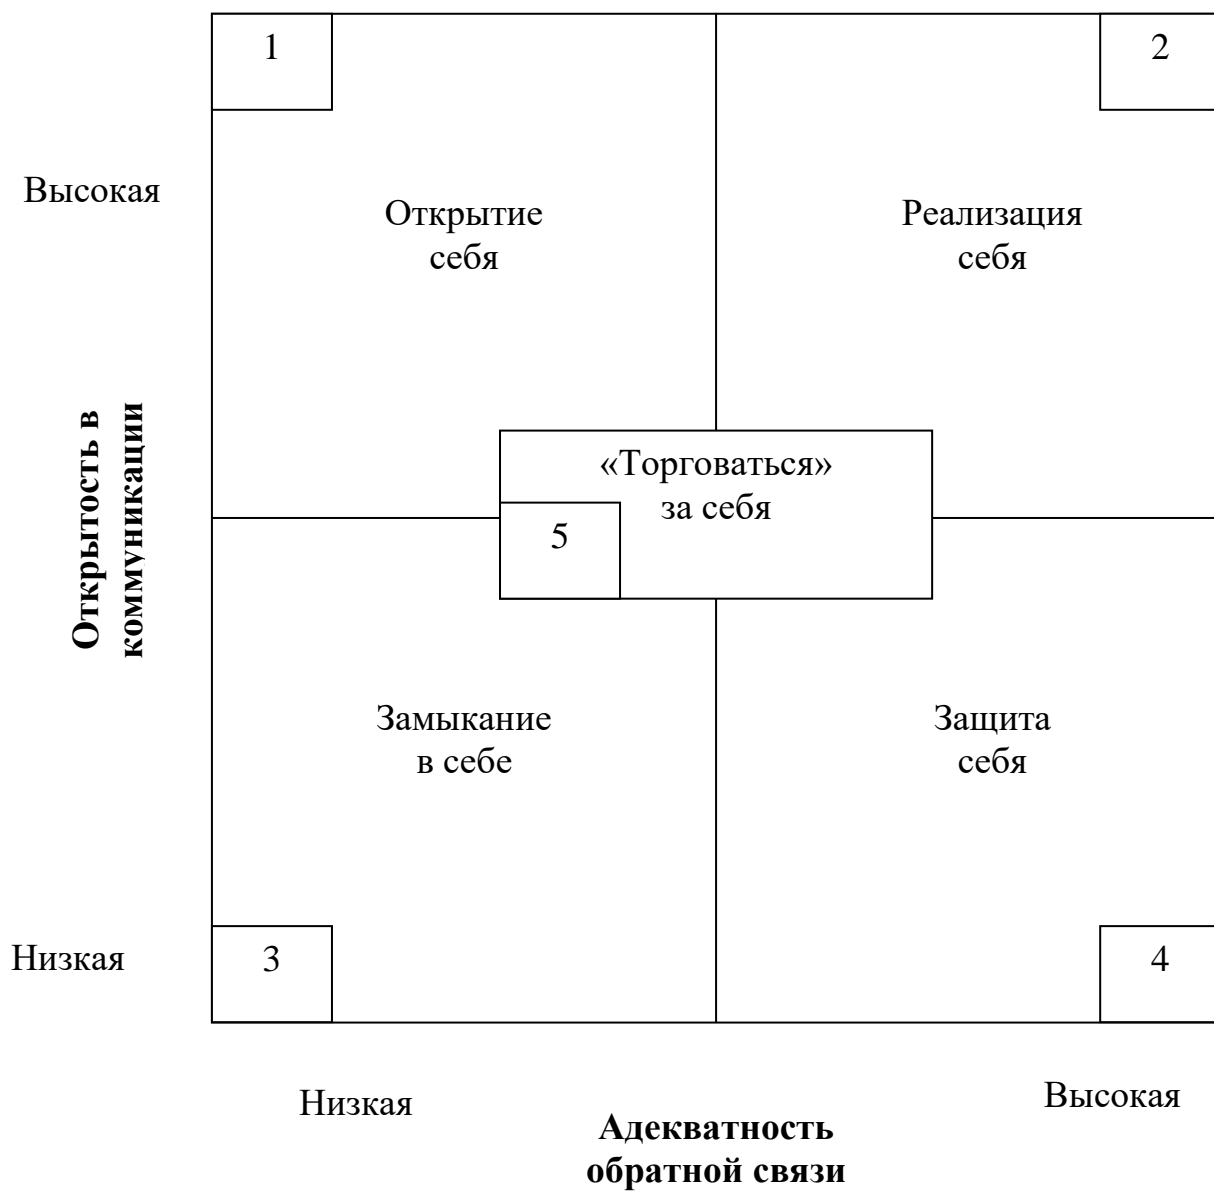 1
2
Высокая
Открытие
себя
Реализация
себя
Открытость в
коммуникации
«Торговаться»
за себя
5
Замыкание
в себе
Защита
себя
Низкая
3
4
Низкая
Высокая
Адекватность
обратной связи